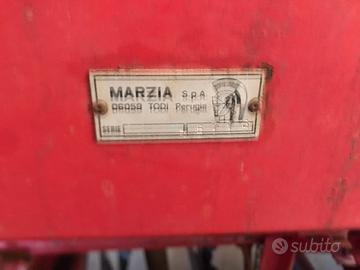 MARZIA S.p.A
06059 TODI Perugia
SERIE
subito